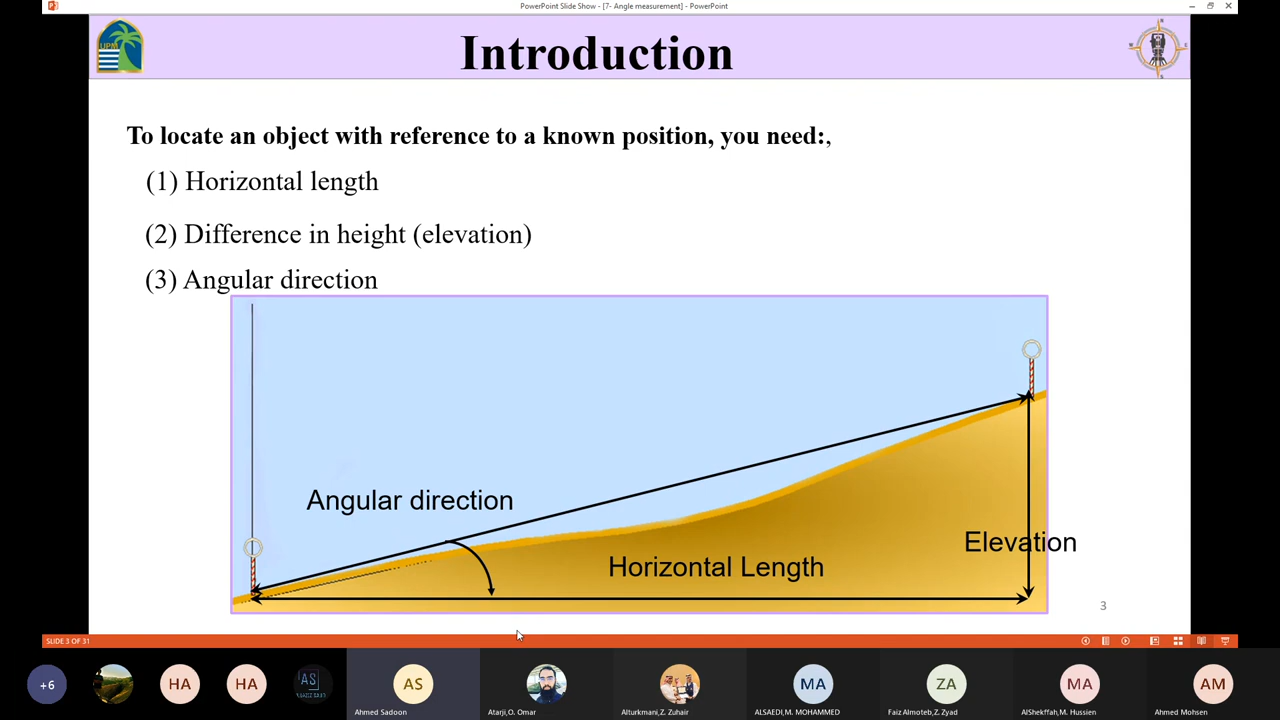 PowerPoint Slide Show - [7- Angle measurement] - PowerPoint
UPM
Introduction
To locate an object with reference to a known position, you need:,
(1) Horizontal length
(2) Difference in height (elevation)
(3) Angular direction
Angular direction
Elevation
Horizontal Length
3
SLIDE 3 OF 31
+6
HA
HA
AS
AS
MA
ZA
MA
AM
Ahmed Sadoon
Atarji,O. Omar
Alturkmani,Z. Zuhair
ALSAEDI,M. MOHAMMED
Faiz Almoteb,Z. Zyad
AlShekffah,M. Hussien
Ahmed Mohsen